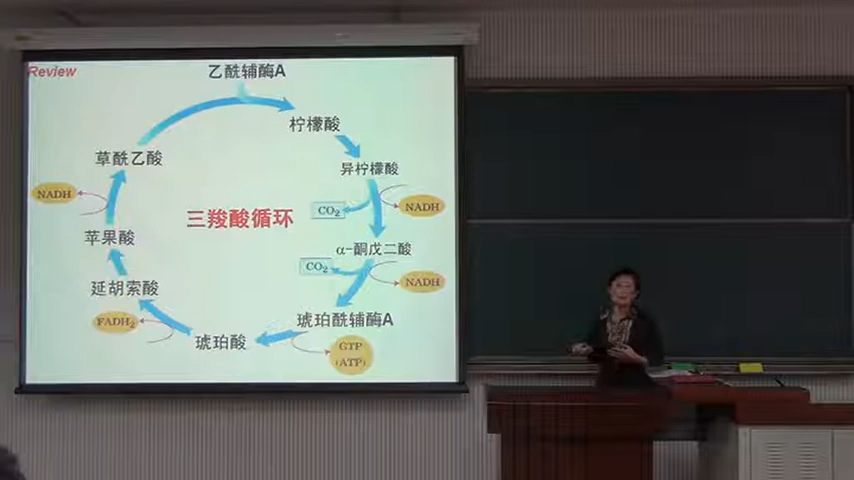 Review
乙酰辅酶A
柠檬酸
草酰乙酸
异柠檬酸
NADH
CO₂
NADH
三羧酸循环
苹果酸
α-酮戊二酸
CO₂
NADH
延胡索酸
FADH₂
琥珀酰辅酶A
琥珀酸
GTP
(ATP)